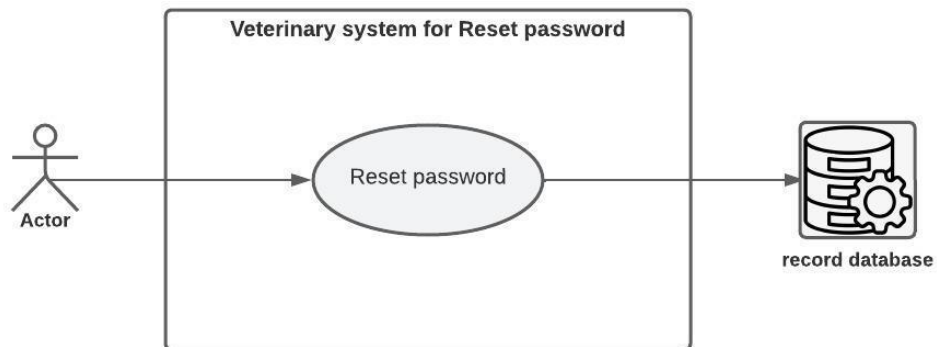 Veterinary system for Reset password
Reset password
Actor
record database